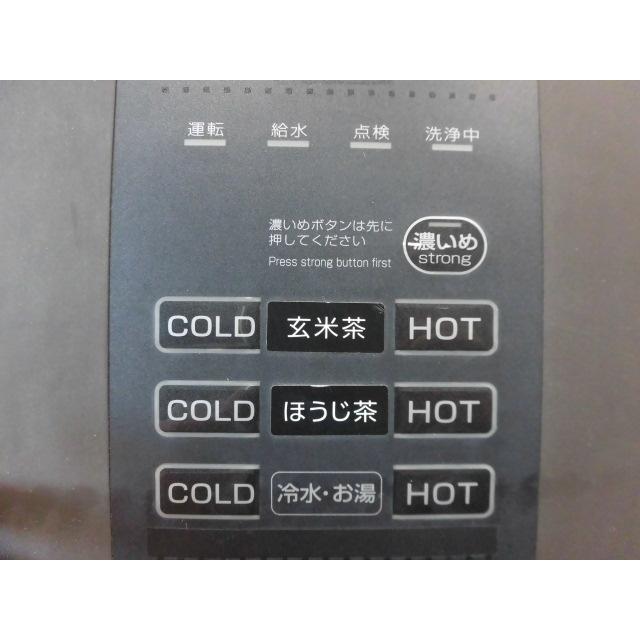 運転 給水 点検 洗浄中
濃いめボタンは先に
押してください
Press strong button first
濃いめ
strong
COLD 玄米茶 HOT
COLD ほうじ茶 HOT
COLD 冷水・お湯 HOT